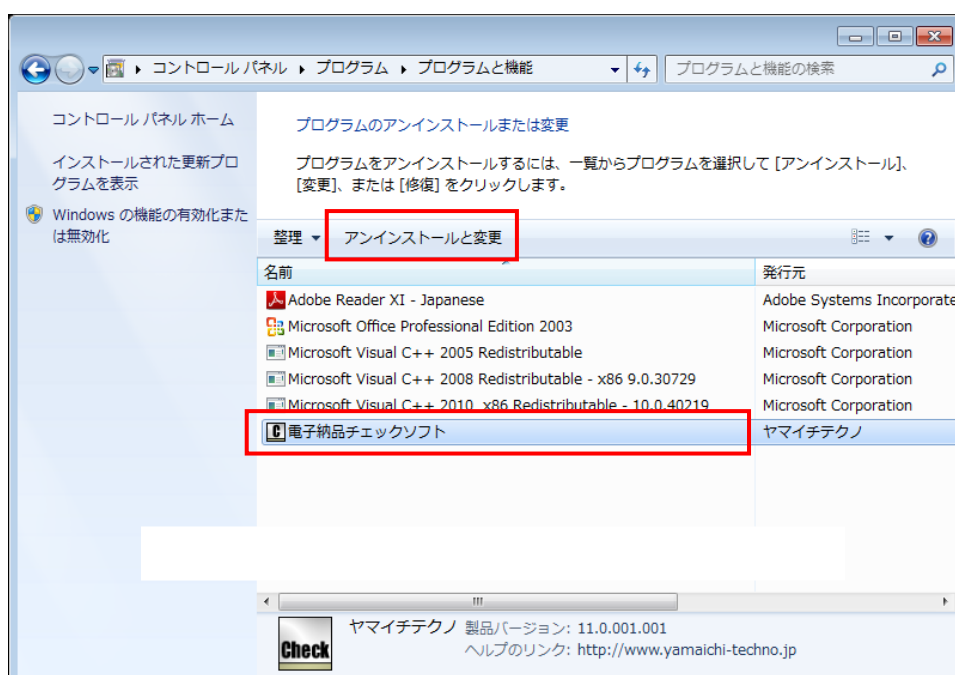 コントロール パネル ▸ プログラム ▸ プログラムと機能
プログラムと機能の検索
コントロール パネル ホーム
インストールされた更新プロ
グラムを表示
Windows の機能の有効化また
は無効化
プログラムのアンインストールまたは変更
プログラムをアンインストールするには、一覧からプログラムを選択して [アンインストール]、
[変更]、または [修復] をクリックします。
整理 アンインストールと変更
名前 発行元
Adobe Reader XI - Japanese Adobe Systems Incorporate
Microsoft Office Professional Edition 2003 Microsoft Corporation
Microsoft Visual C++ 2005 Redistributable Microsoft Corporation
Microsoft Visual C++ 2008 Redistributable - x86 9.0.30729 Microsoft Corporation
Microsoft Visual C++ 2010 x86 Redistributable - 10.0.40219 Microsoft Corporation
C 電子納品チェックソフト ヤマイチテクノ
Check
ヤマイチテクノ 製品バージョン: 11.0.001.001
ヘルプのリンク: http://www.yamaichi-techno.jp